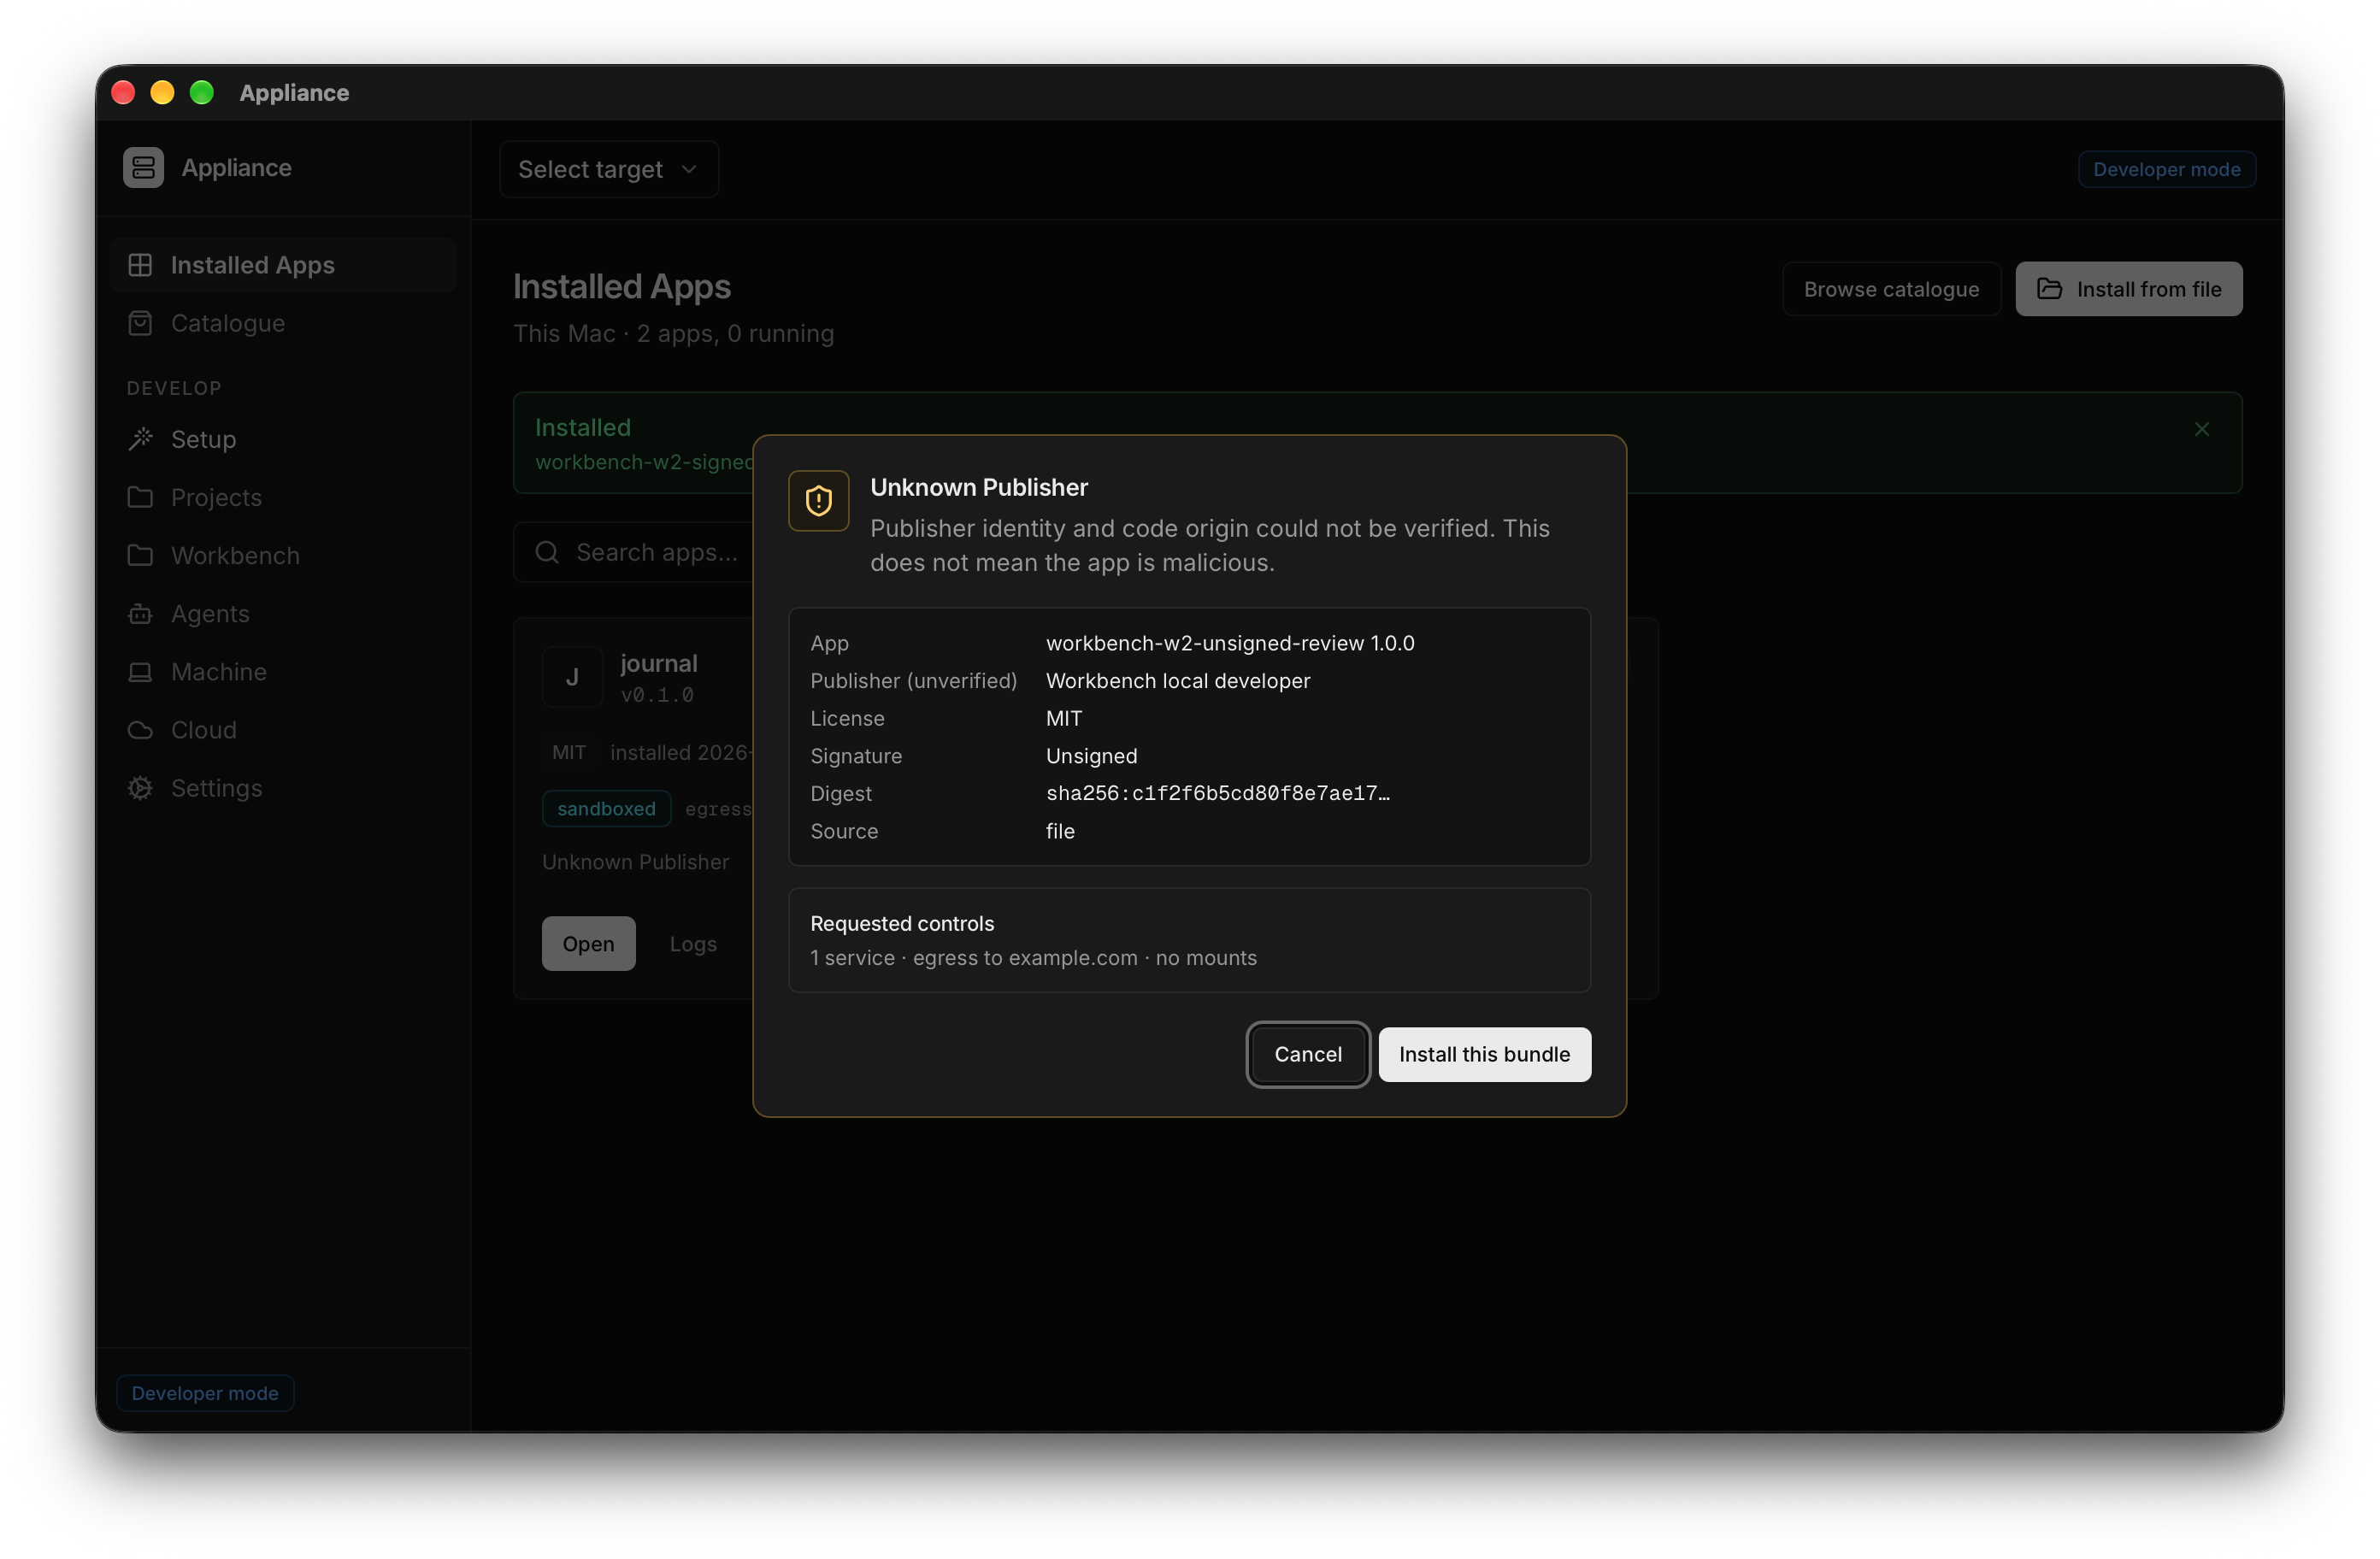 Appliance
Appliance
Select target
Developer mode
Installed Apps
Catalogue
DEVELOP
Setup
Projects
Workbench
Agents
Machine
Cloud
Settings
Developer mode
Installed Apps
This Mac · 2 apps, 0 running
Browse catalogue
Install from file
Installed
workbench-w2-signed
Search apps...
J
journal
v0.1.0
MIT installed 2026-
sandboxed egress
Unknown Publisher
Open Logs
Unknown Publisher
Publisher identity and code origin could not be verified. This
does not mean the app is malicious.
App workbench-w2-unsigned-review 1.0.0
Publisher (unverified) Workbench local developer
License MIT
Signature Unsigned
Digest sha256:c1f2f6b5cd80f8e7ae17…
Source file
Requested controls
1 service · egress to example.com · no mounts
Cancel Install this bundle